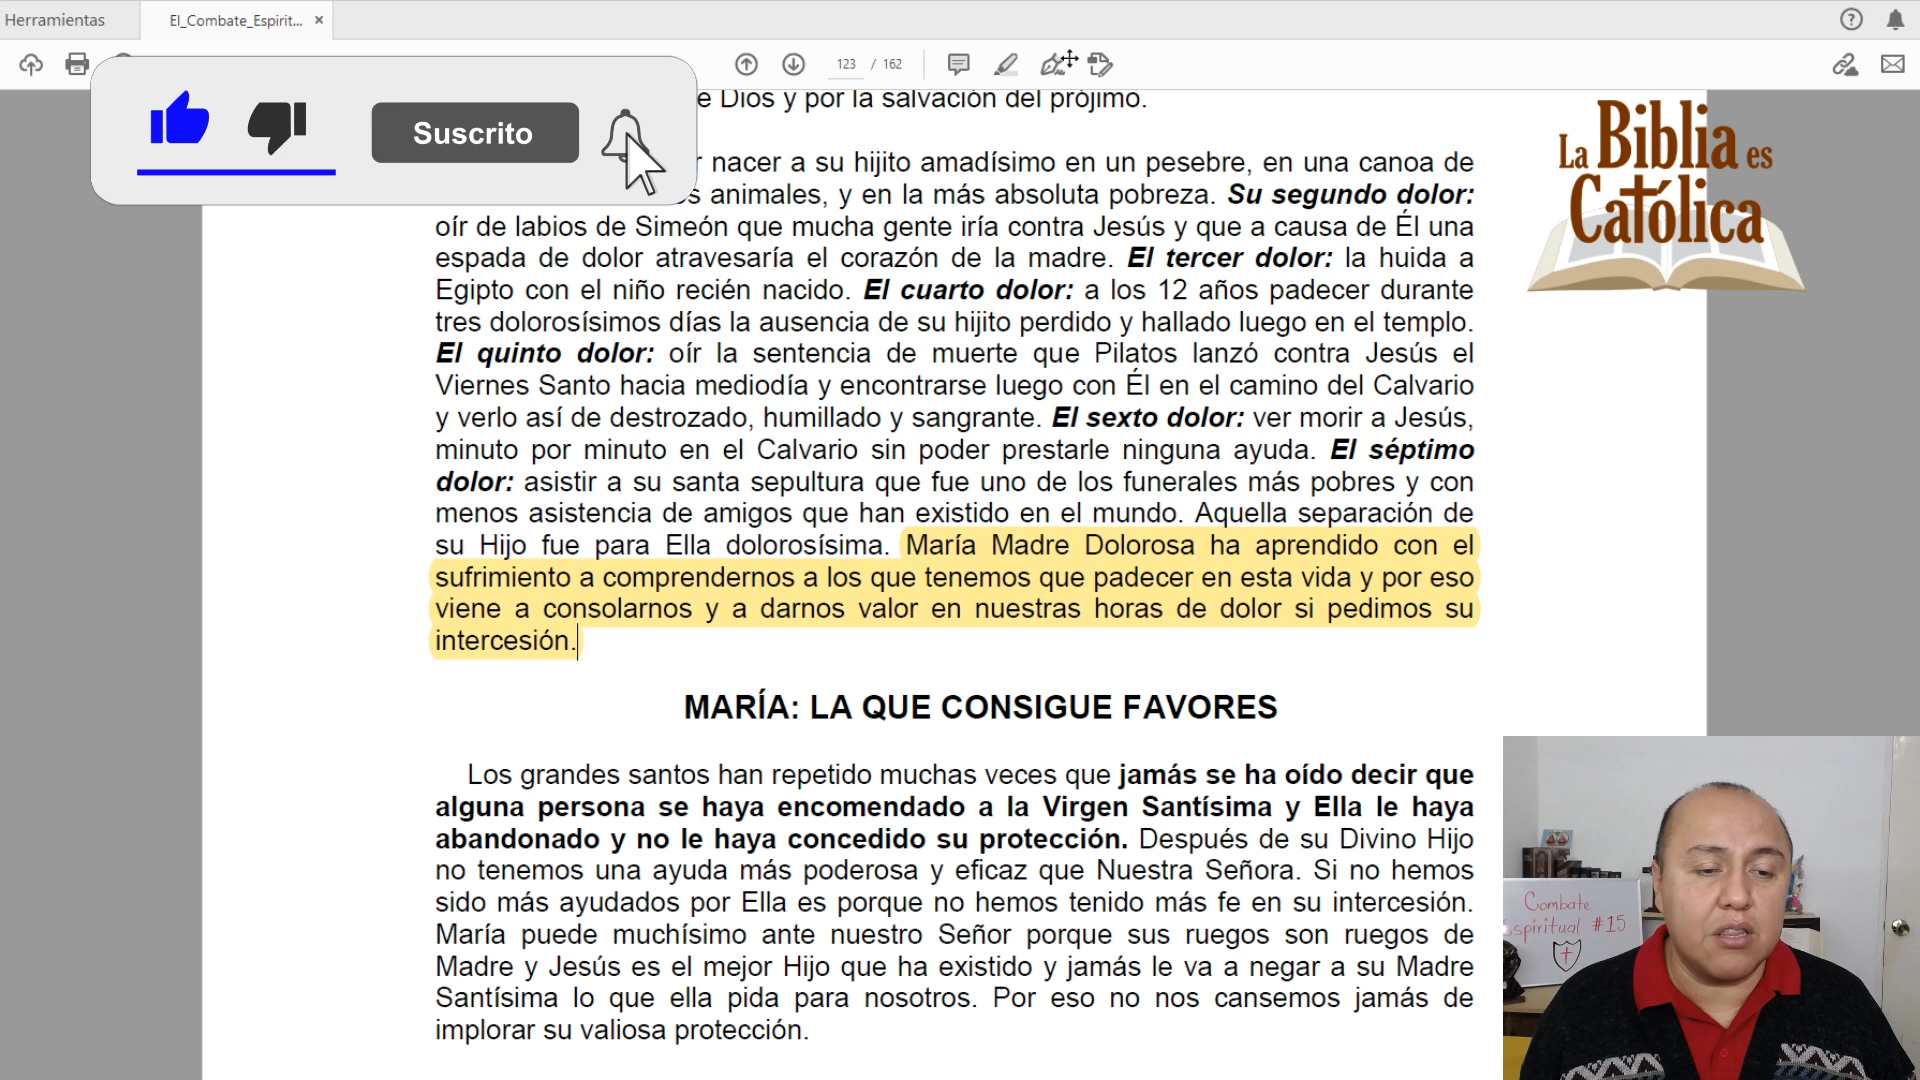 Herramientas
El_Combate_Espirit... ×
123 / 162
Suscrito
La Biblia es
Católica
e Dios y por la salvación del prójimo.
nacer a su hijito amadísimo en un pesebre, en una canoa de
animales, y en la más absoluta pobreza. Su segundo dolor:
oír de labios de Simeón que mucha gente iría contra Jesús y que a causa de Él una
espada de dolor atravesaría el corazón de la madre. El tercer dolor: la huida a
Egipto con el niño recién nacido. El cuarto dolor: a los 12 años padecer durante
tres dolorosísimos días la ausencia de su hijito perdido y hallado luego en el templo.
El quinto dolor: oír la sentencia de muerte que Pilatos lanzó contra Jesús el
Viernes Santo hacia mediodía y encontrarse luego con Él en el camino del Calvario
y verlo así de destrozado, humillado y sangrante. El sexto dolor: ver morir a Jesús,
minuto por minuto en el Calvario sin poder prestarle ninguna ayuda. El séptimo
dolor: asistir a su santa sepultura que fue uno de los funerales más pobres y con
menos asistencia de amigos que han existido en el mundo. Aquella separación de
su Hijo fue para Ella dolorosísima. María Madre Dolorosa ha aprendido con el
sufrimiento a comprendernos a los que tenemos que padecer en esta vida y por eso
viene a consolarnos y a darnos valor en nuestras horas de dolor si pedimos su
intercesión.
MARÍA: LA QUE CONSIGUE FAVORES
Los grandes santos han repetido muchas veces que jamás se ha oído decir que
alguna persona se haya encomendado a la Virgen Santísima y Ella le haya
abandonado y no le haya concedido su protección. Después de su Divino Hijo
no tenemos una ayuda más poderosa y eficaz que Nuestra Señora. Si no hemos
sido más ayudados por Ella es porque no hemos tenido más fe en su intercesión.
María puede muchísimo ante nuestro Señor porque sus ruegos son ruegos de
Madre y Jesús es el mejor Hijo que ha existido y jamás le va a negar a su Madre
Santísima lo que ella pida para nosotros. Por eso no nos cansemos jamás de
implorar su valiosa protección.
Combate
spiritual #15